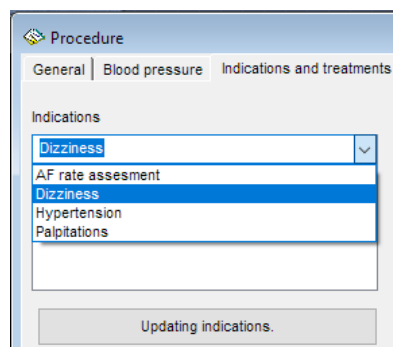 Procedure
General Blood pressure Indications and treatments
Indications
Dizziness
AF rate assesment
Dizziness
Hypertension
Palpitations
Updating indications.